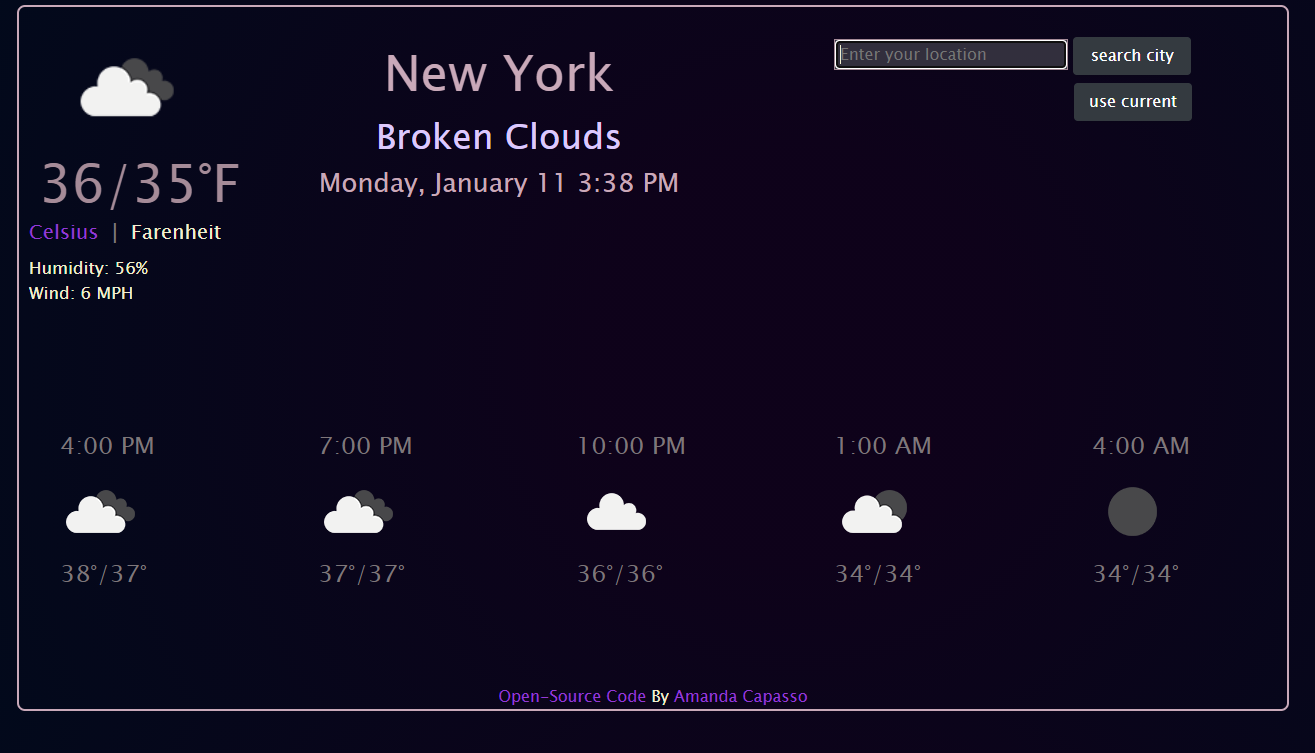 New York
Broken Clouds
Monday, January 11 3:38 PM
Enter your location
search city
use current
36/35°F
Celsius | Farenheit
Humidity: 56%
Wind: 6 MPH
4:00 PM 7:00 PM 10:00 PM 1:00 AM 4:00 AM
38°/37° 37°/37° 36°/36° 34°/34° 34°/34°
Open-Source Code By Amanda Capasso